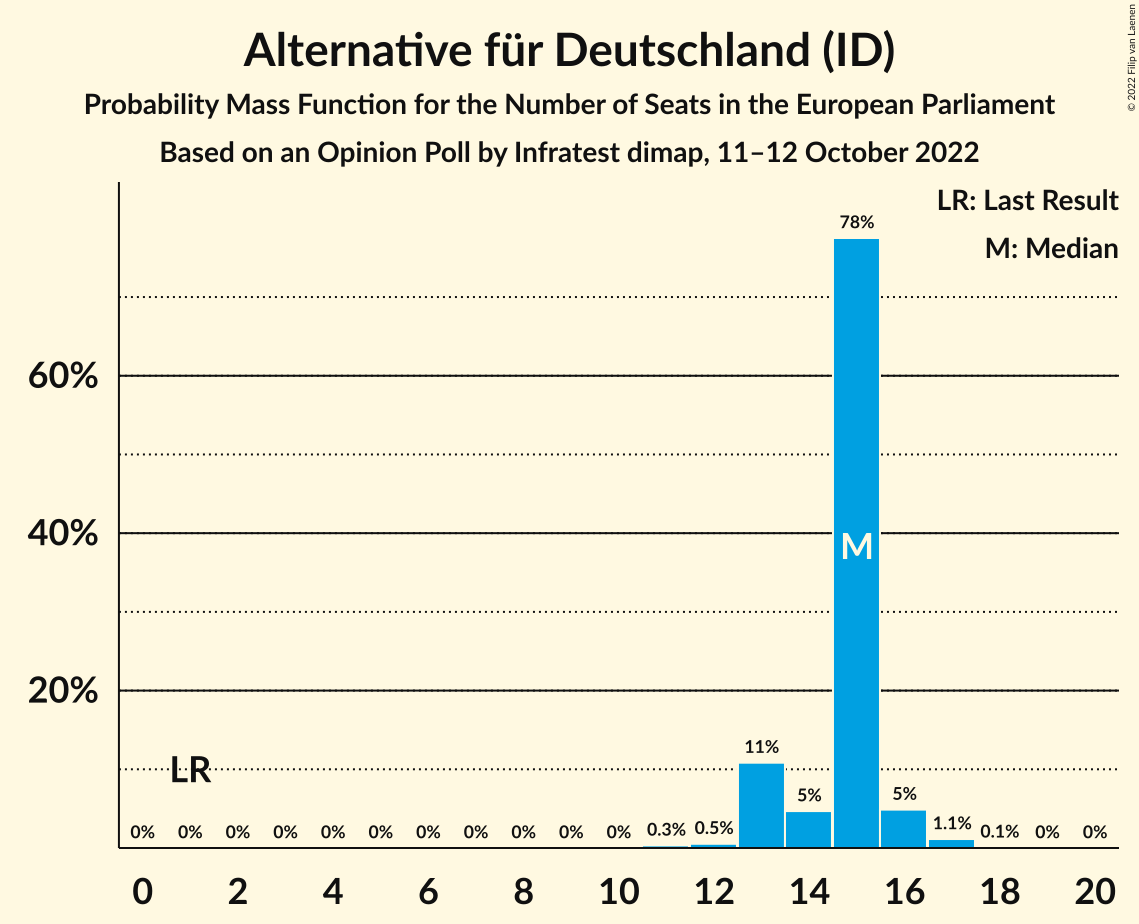 Alternative für Deutschland (ID)
Probability Mass Function for the Number of Seats in the European Parliament
Based on an Opinion Poll by Infratest dimap, 11–12 October 2022
© 2022 Filip van Laenen
LR: Last Result
M: Median
78%
60%
40%
M
20%
LR
0% 0% 0% 0% 0% 0% 0% 0% 0% 0% 0% 0.3% 0.5% 11% 5% 5% 1.1% 0.1% 0% 0%
0 2 4 6 8 10 12 14 16 18 20